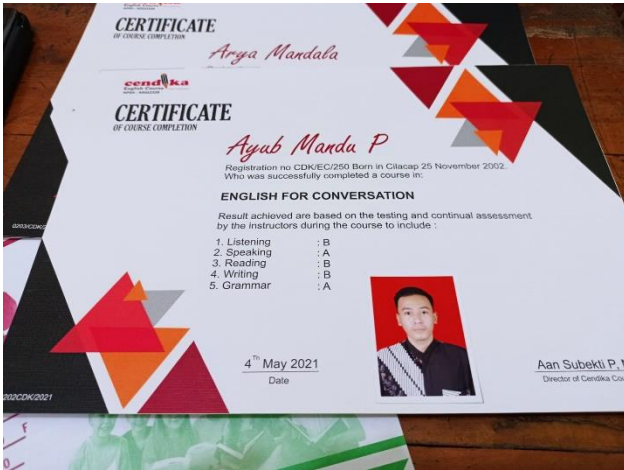 CERTIFICATE
OF COURSE COMPLETION
Arya Mandala
cendika
English Course
CERTIFICATE
OF COURSE COMPLETION
Ayub Mandu P
Registration no CDK/EC/250 Born in Cilacap 25 November 2002.
Who was successfully completed a course in:
ENGLISH FOR CONVERSATION
Result achieved are based on the testing and continual assessment
by the instructors during the course to include :
1. Listening : B
2. Speaking : A
3. Reading : B
4. Writing : B
5. Grammar : A
4th May 2021
Date
Aan Subekti P,
Director of Cendika
0203/CDK/
202CDK/2021